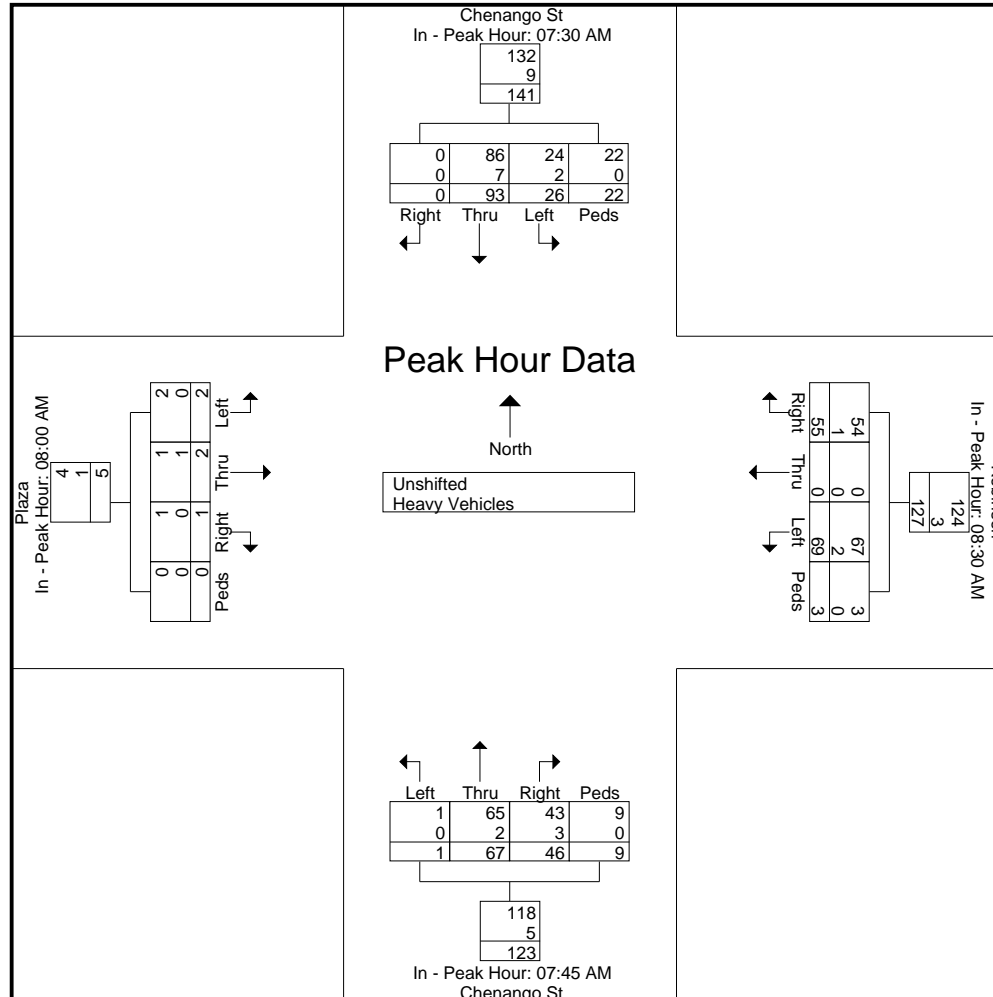 Chenango St
In - Peak Hour: 07:30 AM
132
9
141
0 86 24 22
0 7 2 0
0 93 26 22
Right Thru Left Peds
Peak Hour Data
North
Unshifted
Heavy Vehicles
Plaza
In - Peak Hour: 08:00 AM
4
1
5
2 0 2 Left
1 1 2 Thru
1 0 1 Right
0 0 0 Peds
In - Peak Hour: 08:30 AM
124
3
127
Right 55 1 54
Thru 0 0 0
Left 69 2 67
Peds 3 0 3
Left Thru Right Peds
1 65 43 9
0 2 3 0
1 67 46 9
118
5
123
In - Peak Hour: 07:45 AM
Chenango St